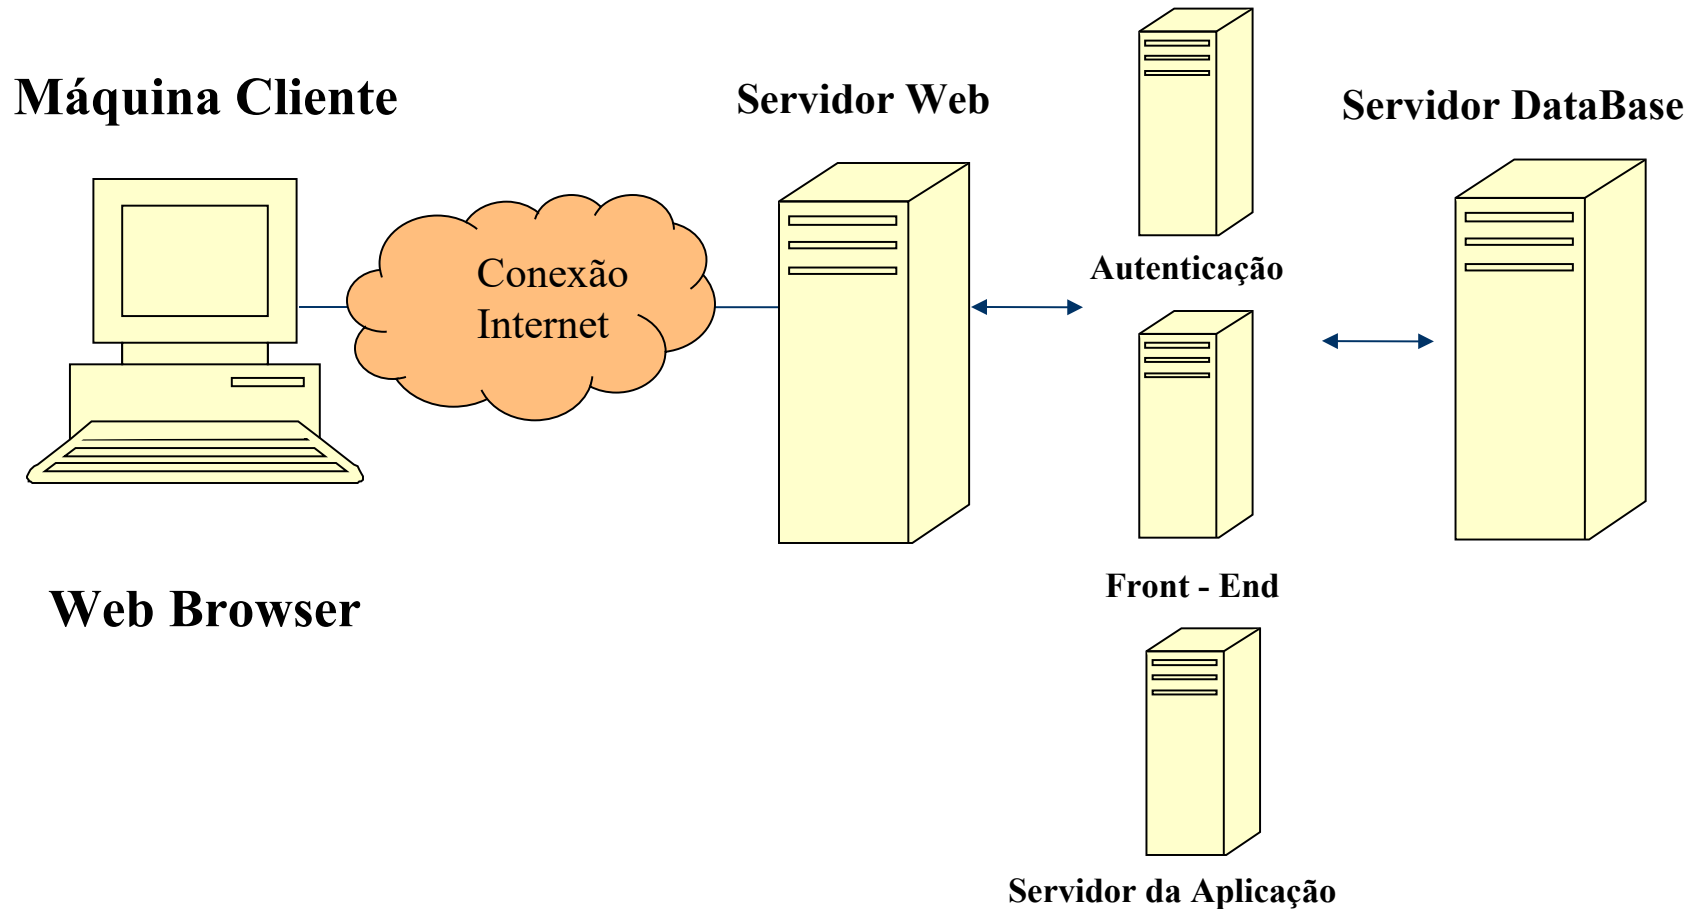 Máquina Cliente
Servidor Web
Servidor DataBase
Conexão
Internet
Autenticação
Front - End
Web Browser
Servidor da Aplicação